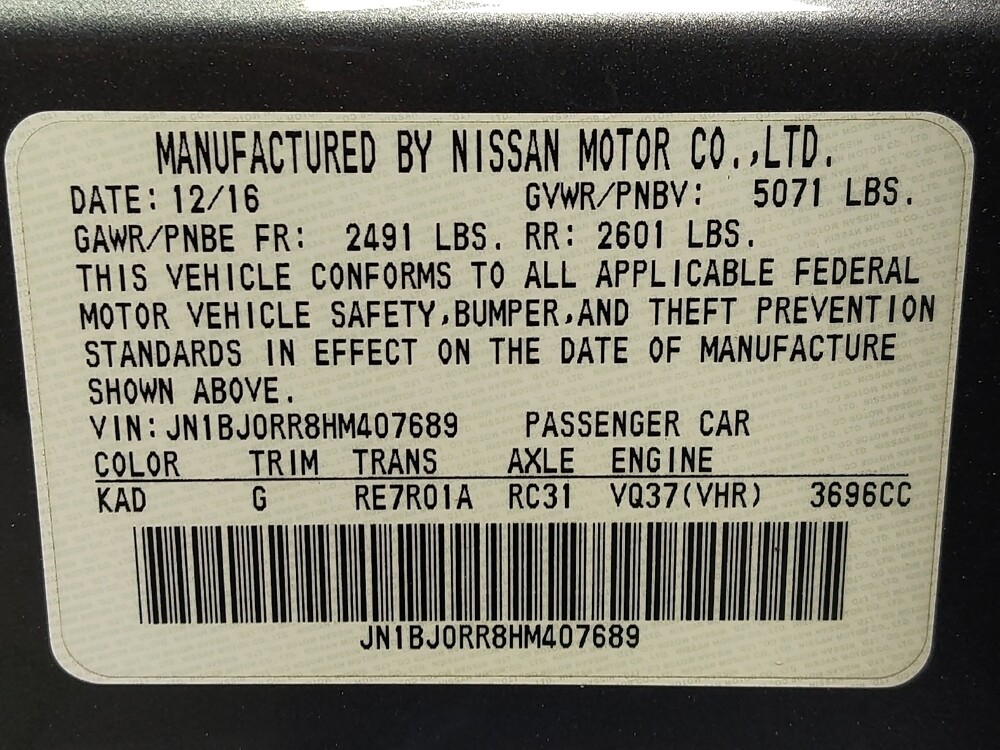 MANUFACTURED BY NISSAN MOTOR CO.,LTD.
DATE: 12/16 GVWR/PNBV: 5071 LBS.
GAWR/PNBE FR: 2491 LBS. RR: 2601 LBS.
THIS VEHICLE CONFORMS TO ALL APPLICABLE FEDERAL
MOTOR VEHICLE SAFETY,BUMPER,AND THEFT PREVENTION
STANDARDS IN EFFECT ON THE DATE OF MANUFACTURE
SHOWN ABOVE.
VIN: JN1BJ0RR8HM407689 PASSENGER CAR
COLOR TRIM TRANS AXLE ENGINE
KAD G RE7R01A RC31 VQ37(VHR) 3696CC
JN1BJ0RR8HM407689